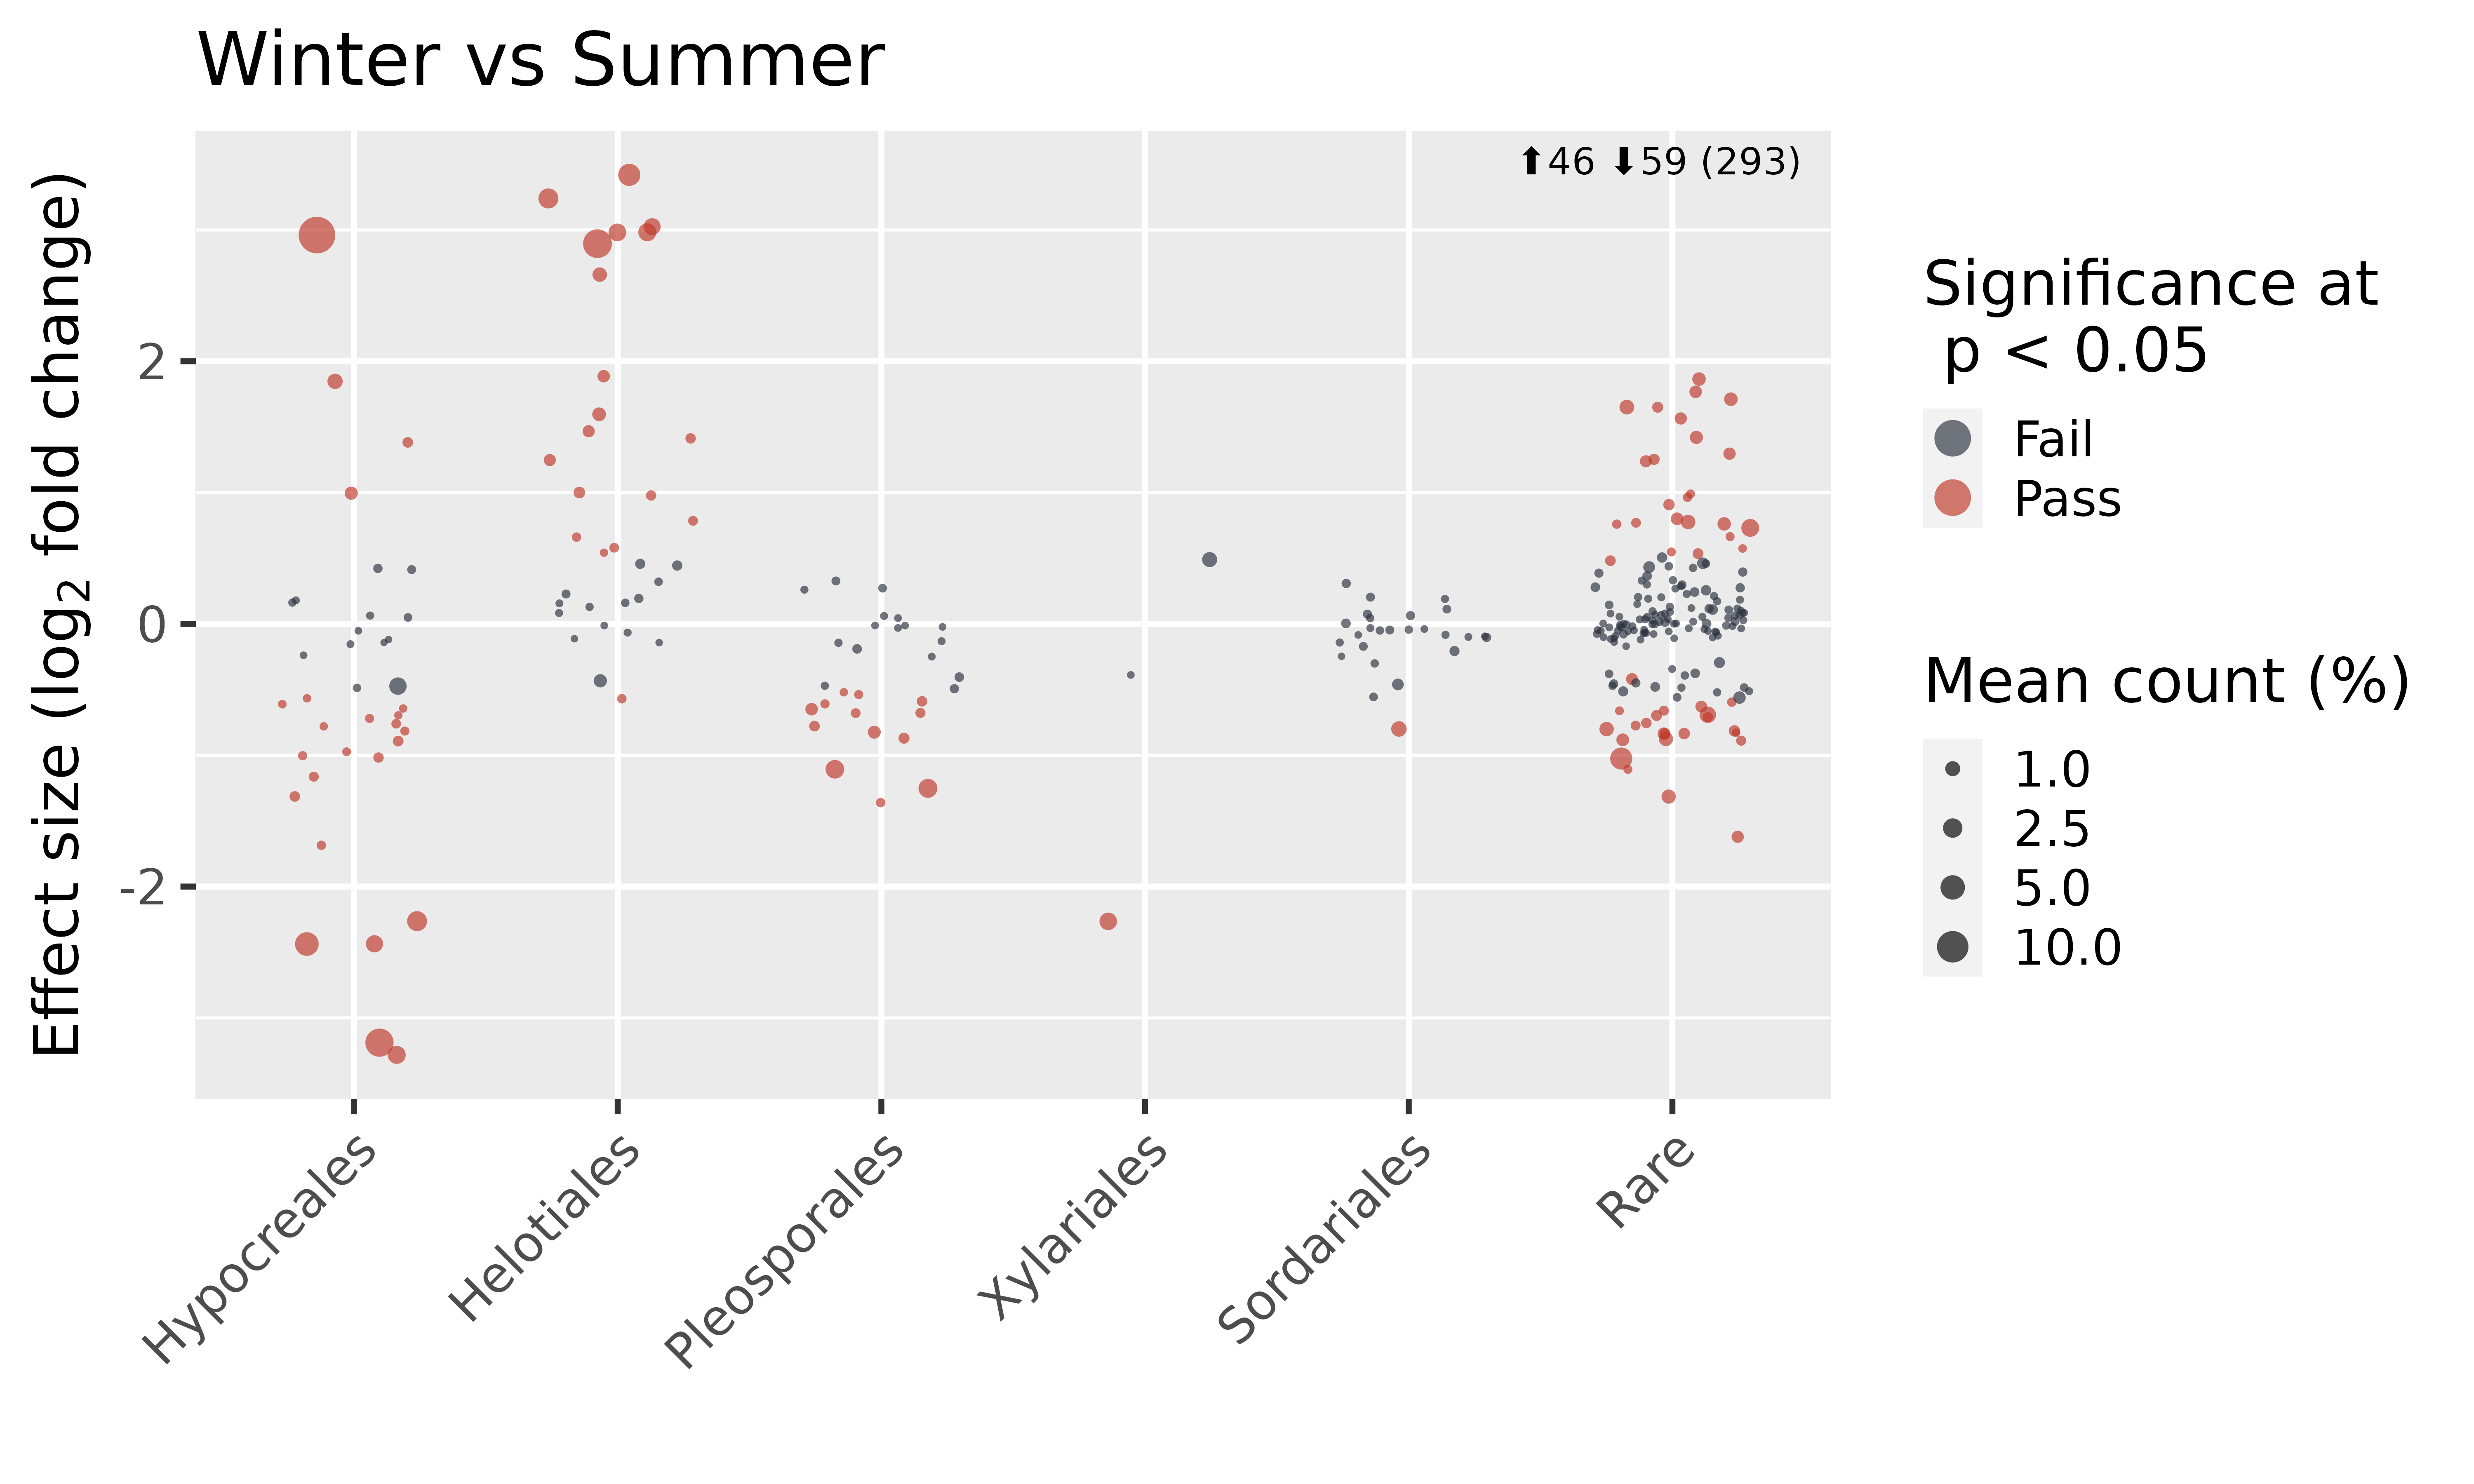 Winter vs Summer
⬆46 ⬇59 (293)
Effect size (log₂ fold change)
2
0
-2
Hypocreales
Helotiales
Pleosporales
Xylariales
Sordariales
Rare
Significance at
p < 0.05
Fail
Pass
Mean count (%)
1.0
2.5
5.0
10.0